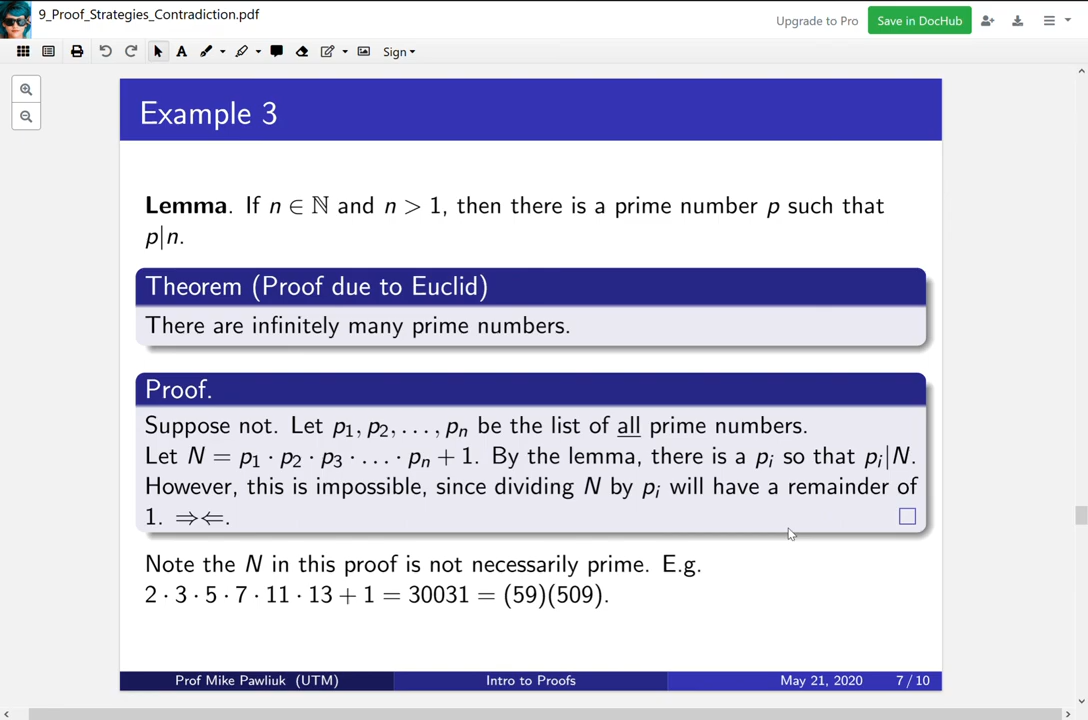 9_Proof_Strategies_Contradiction.pdf
Upgrade to Pro
Save in DocHub
A
Sign
Example 3
Lemma. If n ∈ ℕ and n > 1, then there is a prime number p such that
p|n.
Theorem (Proof due to Euclid)
There are infinitely many prime numbers.
Proof.
Suppose not. Let p₁, p₂, . . . , pₙ be the list of all prime numbers.
Let N = p₁ · p₂ · p₃ · . . . · pₙ + 1. By the lemma, there is a pᵢ so that pᵢ|N.
However, this is impossible, since dividing N by pᵢ will have a remainder of
1. ⇒⇐. □
Note the N in this proof is not necessarily prime. E.g.
2 · 3 · 5 · 7 · 11 · 13 + 1 = 30031 = (59)(509).
Prof Mike Pawliuk (UTM) Intro to Proofs May 21, 2020 7 / 10